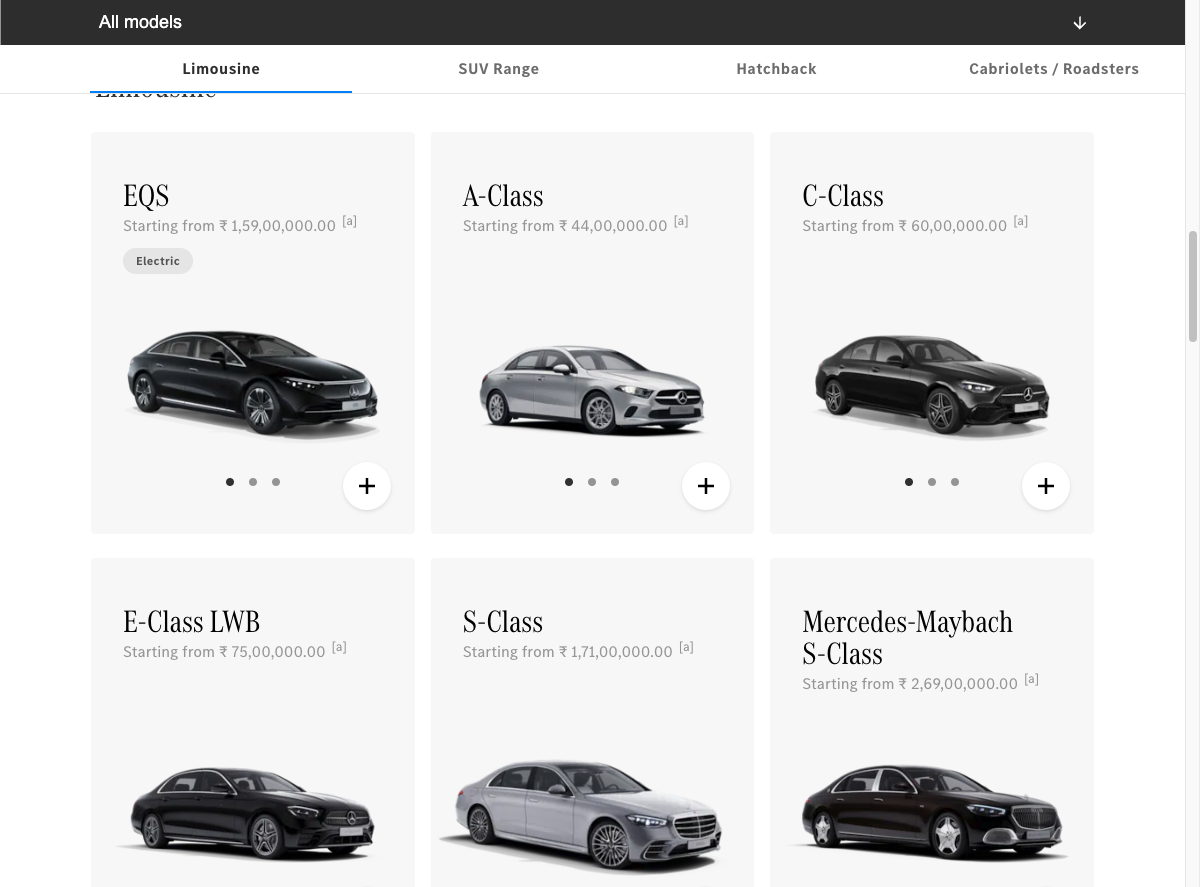 All models
Limousine
SUV Range
Hatchback
Cabriolets / Roadsters
Limousine
EQS
Starting from ₹ 1,59,00,000.00 [a]
Electric
A-Class
Starting from ₹ 44,00,000.00 [a]
C-Class
Starting from ₹ 60,00,000.00 [a]
E-Class LWB
Starting from ₹ 75,00,000.00 [a]
S-Class
Starting from ₹ 1,71,00,000.00 [a]
Mercedes-Maybach
S-Class
Starting from ₹ 2,69,00,000.00 [a]